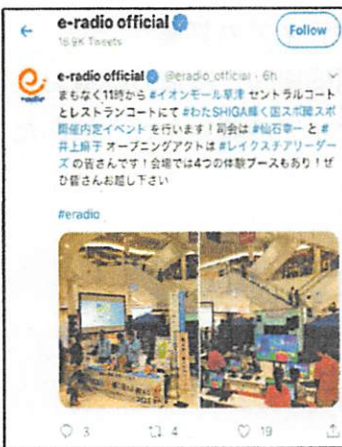 e-radio official
16.9K Tweets
Follow
e-radio official @eradio_official · 6h
まもなく11時から #イオンモール草津 セントラルコート
とレストランコートにて #わたSHIGA輝く国スポ障スポ
開催内定イベント を行います！司会は #仙石幸一 と #
井上麻子 オープニングアクトは #レイクスチアリーダー
ズ の皆さんです！会場では4つの体験ブースもあり！ぜ
ひ皆さんお越し下さい
#eradio
3
4
19